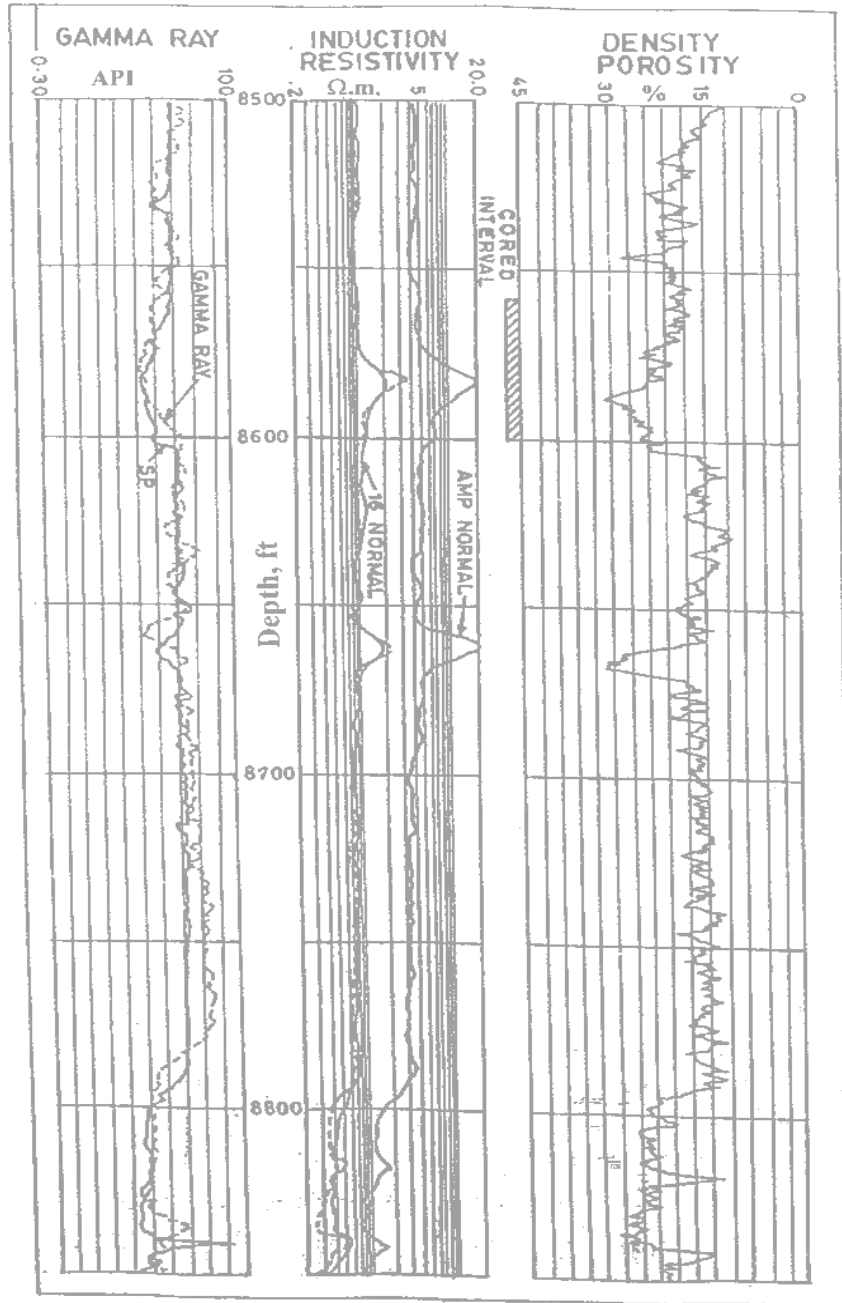 GAMMA RAY
API
0.30
100
INDUCTION
RESISTIVITY
Ω.m.
.2
5
20.0
DENSITY
POROSITY
45
30
%
15
0
8500
CORED
INTERVAL
GAMMA RAY
SP
8600
16 NORMAL
AMP NORMAL
Depth, ft
8700
8800